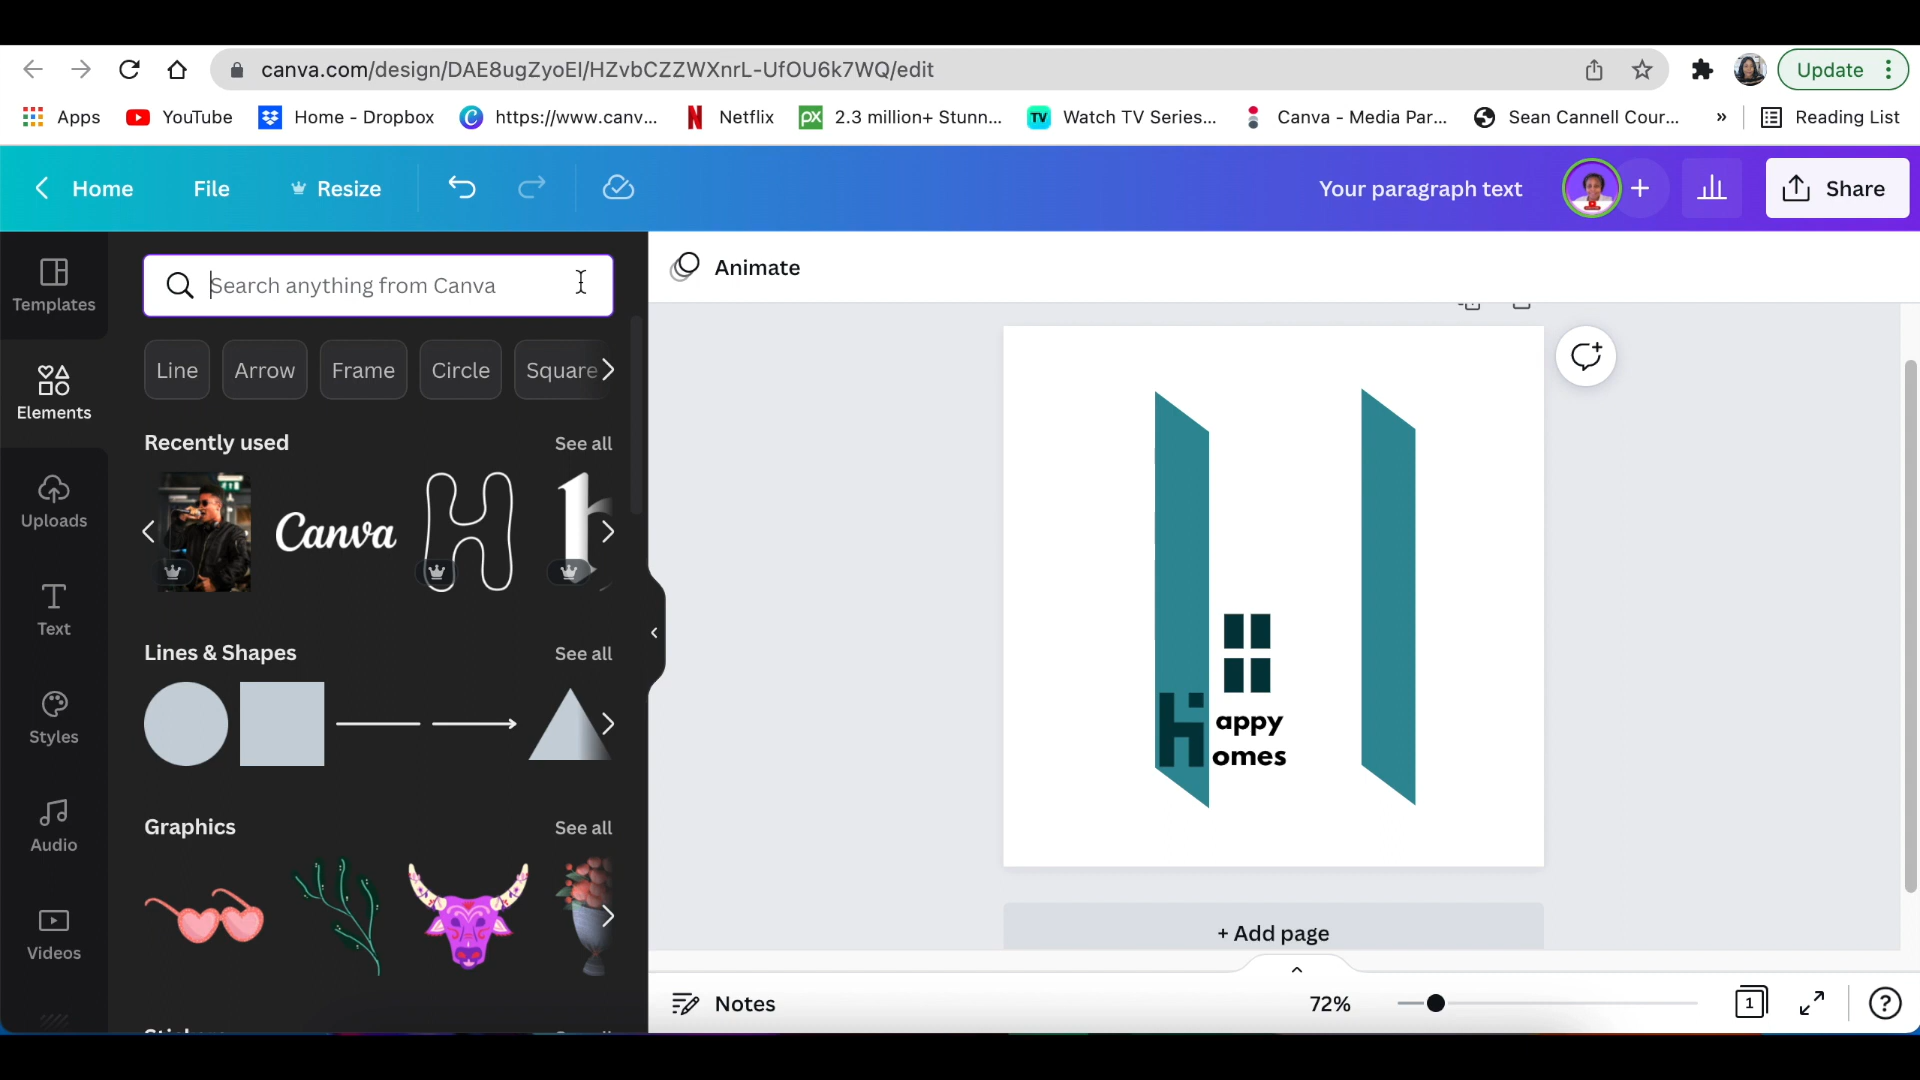 canva.com/design/DAE8ugZyoEI/HZvbCZZWXnrL-UfOU6k7WQ/edit
Update
Apps
YouTube
Home - Dropbox
https://www.canv...
Netflix
PX
2.3 million+ Stunn...
TV
Watch TV Series...
Canva - Media Par...
Sean Cannell Cour...
»
Reading List
Home
File
Resize
Your paragraph text
+
Share
Templates
Elements
Uploads
Text
Styles
Audio
Videos
Search anything from Canva
Line
Arrow
Frame
Circle
Square
Recently used
See all
Canva
H
h
Lines & Shapes
See all
Graphics
See all
Animate
h
appy
omes
+ Add page
Notes
72%
1
?